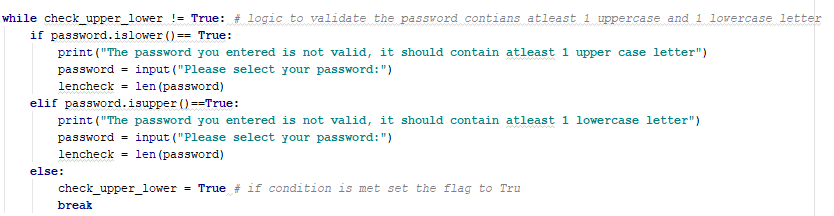 while check_upper_lower != True: # logic to validate the password contians atleast 1 uppercase and 1 lowercase letter
if password.islower()== True:
print("The password you entered is not valid, it should contain atleast 1 upper case letter")
password = input("Please select your password:")
lencheck = len(password)
elif password.isupper()==True:
print("The password you entered is not valid, it should contain atleast 1 lowercase letter")
password = input("Please select your password:")
lencheck = len(password)
else:
check_upper_lower = True # if condition is met set the flag to Tru
break